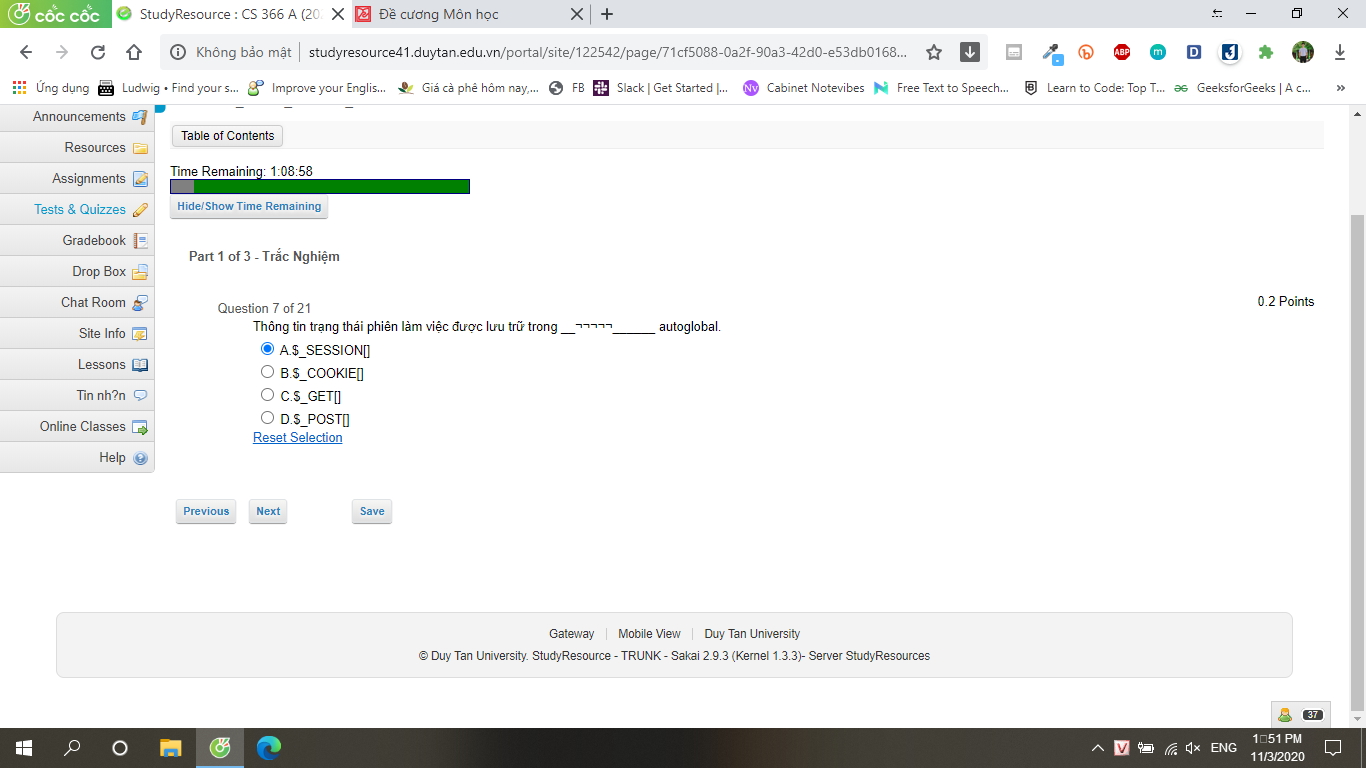 cốc cốc
StudyResource : CS 366 A (20
Đề cương Môn học
Không bảo mật
studyresource41.duytan.edu.vn/portal/site/122542/page/71cf5088-0a2f-90a3-42d0-e53db0168...
ABP
m
D
Ứng dụng
Ludwig • Find your s...
Improve your Englis...
Giá cà phê hôm nay,...
FB
Slack | Get Started |...
Nv
Cabinet Notevibes
Free Text to Speech...
Learn to Code: Top T...
GeeksforGeeks | A c...
»
Announcements
Resources
Assignments
Tests & Quizzes
Gradebook
Drop Box
Chat Room
Site Info
Lessons
Tin nh?n
Online Classes
Help
Table of Contents
Time Remaining: 1:08:58
Hide/Show Time Remaining
Part 1 of 3 - Trắc Nghiệm
Question 7 of 21
0.2 Points
Thông tin trạng thái phiên làm việc được lưu trữ trong __¬¬¬¬¬______ autoglobal.
A.$_SESSION[]
B.$_COOKIE[]
C.$_GET[]
D.$_POST[]
Reset Selection
Previous
Next
Save
Gateway | Mobile View | Duy Tan University
© Duy Tan University. StudyResource - TRUNK - Sakai 2.9.3 (Kernel 1.3.3)- Server StudyResources
37
V
ENG
1□51 PM
11/3/2020